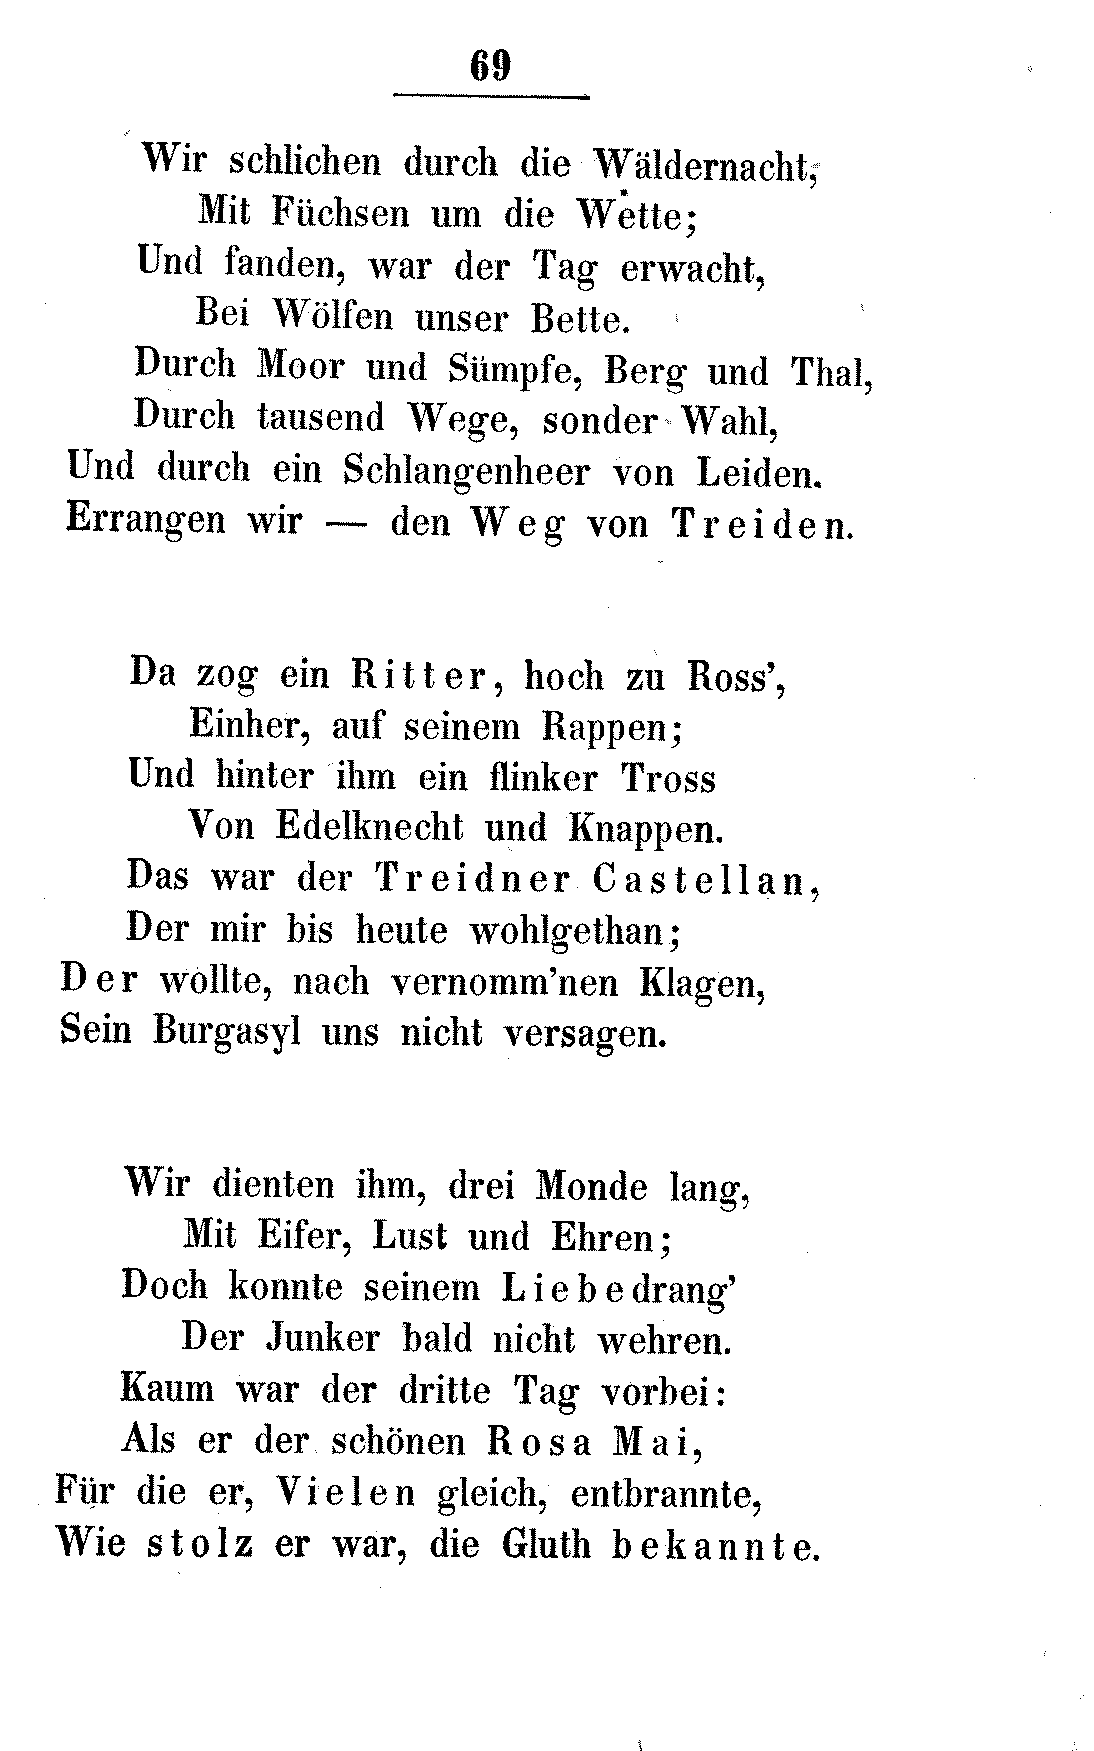 69
Wir schlichen durch die Wäldernacht,
Mit Füchsen um die Wette;
Und fanden, war der Tag erwacht,
Bei Wölfen unser Bette.
Durch Moor und Sümpfe, Berg und Thal,
Durch tausend Wege, sonder Wahl,
Und durch ein Schlangenheer von Leiden.
Errangen wir — den Weg von Treiden.
Da zog ein Ritter, hoch zu Ross’,
Einher, auf seinem Rappen;
Und hinter ihm ein flinker Tross
Von Edelknecht und Knappen.
Das war der Treidner Castellan,
Der mir bis heute wohlgethan;
Der wollte, nach vernomm’nen Klagen,
Sein Burgasyl uns nicht versagen.
Wir dienten ihm, drei Monde lang,
Mit Eifer, Lust und Ehren;
Doch konnte seinem Liebedrang’
Der Junker bald nicht wehren.
Kaum war der dritte Tag vorbei:
Als er der schönen Rosa Mai,
Für die er, Vielen gleich, entbrannte,
Wie stolz er war, die Gluth bekannte.